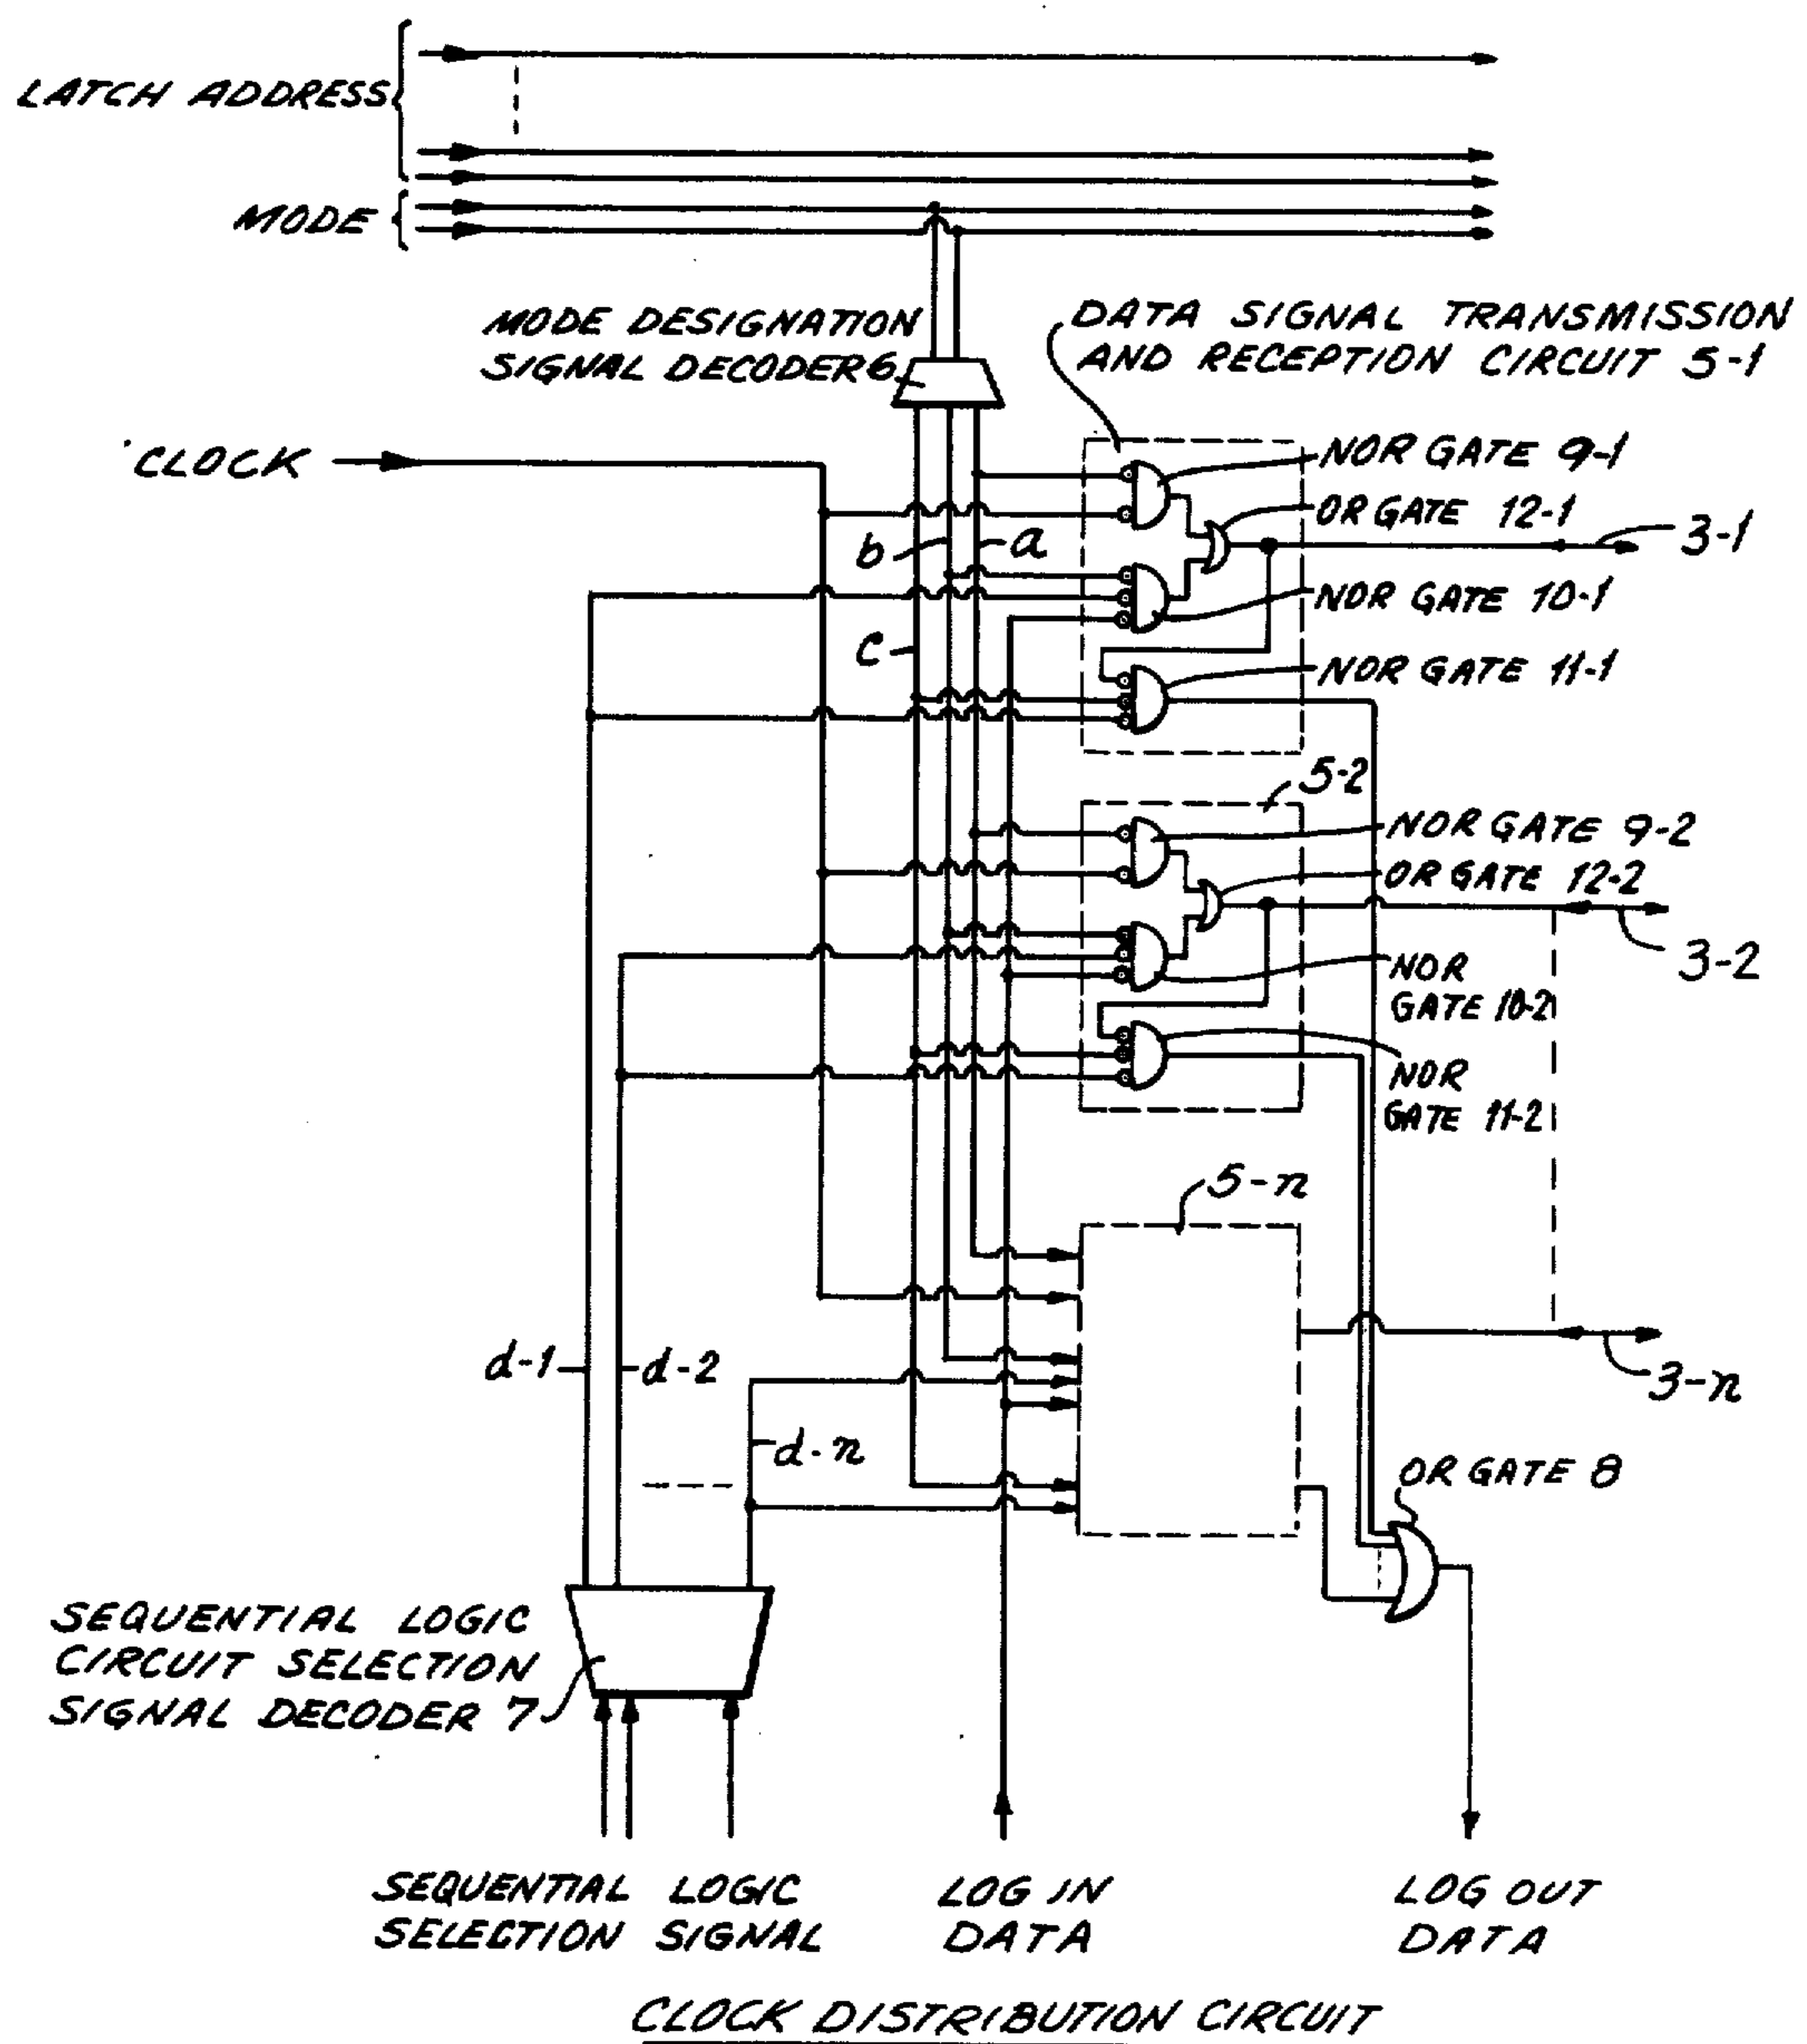 LATCH ADDRESS
MODE
MODE DESIGNATION
SIGNAL DECODER 6
DATA SIGNAL TRANSMISSION
AND RECEPTION CIRCUIT 5-1
CLOCK
NOR GATE 9-1
OR GATE 12-1
3-1
b
a
NOR GATE 10-1
c
NOR GATE 11-1
5-2
NOR GATE 9-2
OR GATE 12-2
3-2
NOR
GATE 10-2
NOR
GATE 11-2
5-n
d-1
d-2
3-n
d-n
OR GATE 8
SEQUENTIAL LOGIC
CIRCUIT SELECTION
SIGNAL DECODER 7
SEQUENTIAL LOGIC
SELECTION SIGNAL
LOG IN
DATA
LOG OUT
DATA
CLOCK DISTRIBUTION CIRCUIT